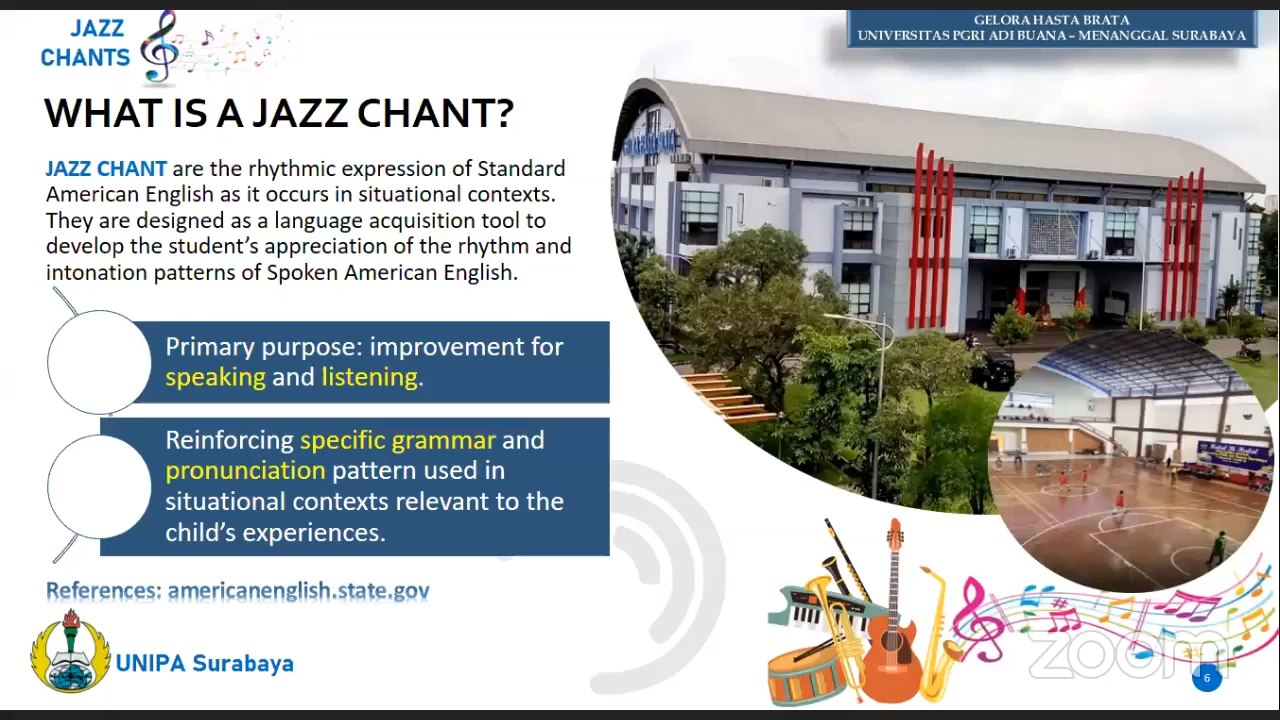 JAZZ
CHANTS
GELORA HASTA BRATA
UNIVERSITAS PGRI ADI BUANA – MENANGGAL SURABAYA
WHAT IS A JAZZ CHANT?
JAZZ CHANT are the rhythmic expression of Standard
American English as it occurs in situational contexts.
They are designed as a language acquisition tool to
develop the student’s appreciation of the rhythm and
intonation patterns of Spoken American English.
Primary purpose: improvement for
speaking and listening.
Reinforcing specific grammar and
pronunciation pattern used in
situational contexts relevant to the
child’s experiences.
References: americanenglish.state.gov
UNIPA Surabaya
zoom
6